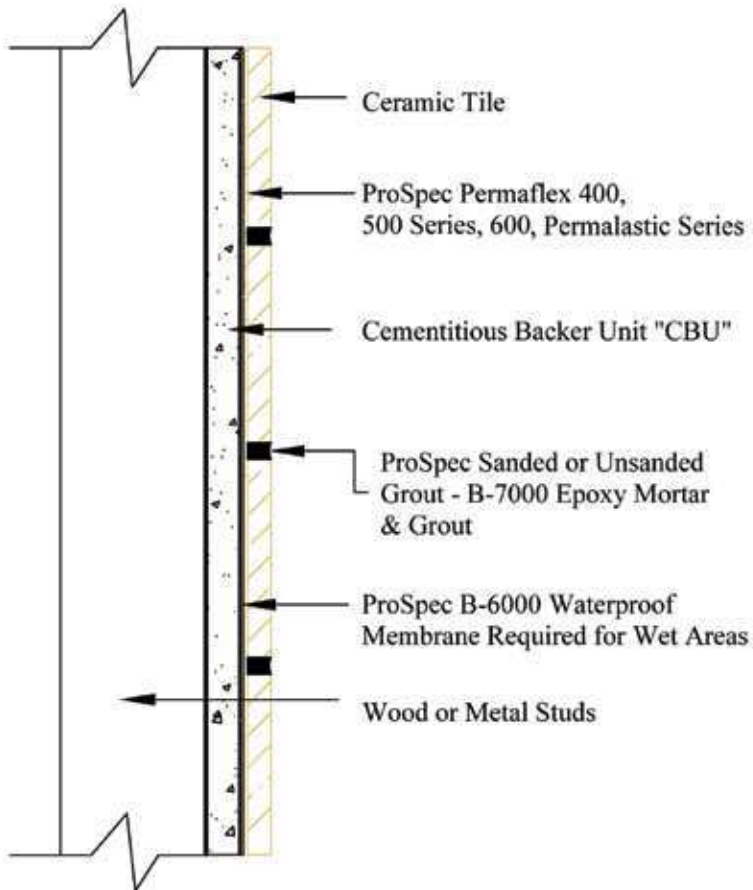 Ceramic Tile
ProSpec Permaflex 400,
500 Series, 600, Permalastic Series
Cementitious Backer Unit "CBU"
ProSpec Sanded or Unsanded
Grout - B-7000 Epoxy Mortar
& Grout
ProSpec B-6000 Waterproof
Membrane Required for Wet Areas
Wood or Metal Studs